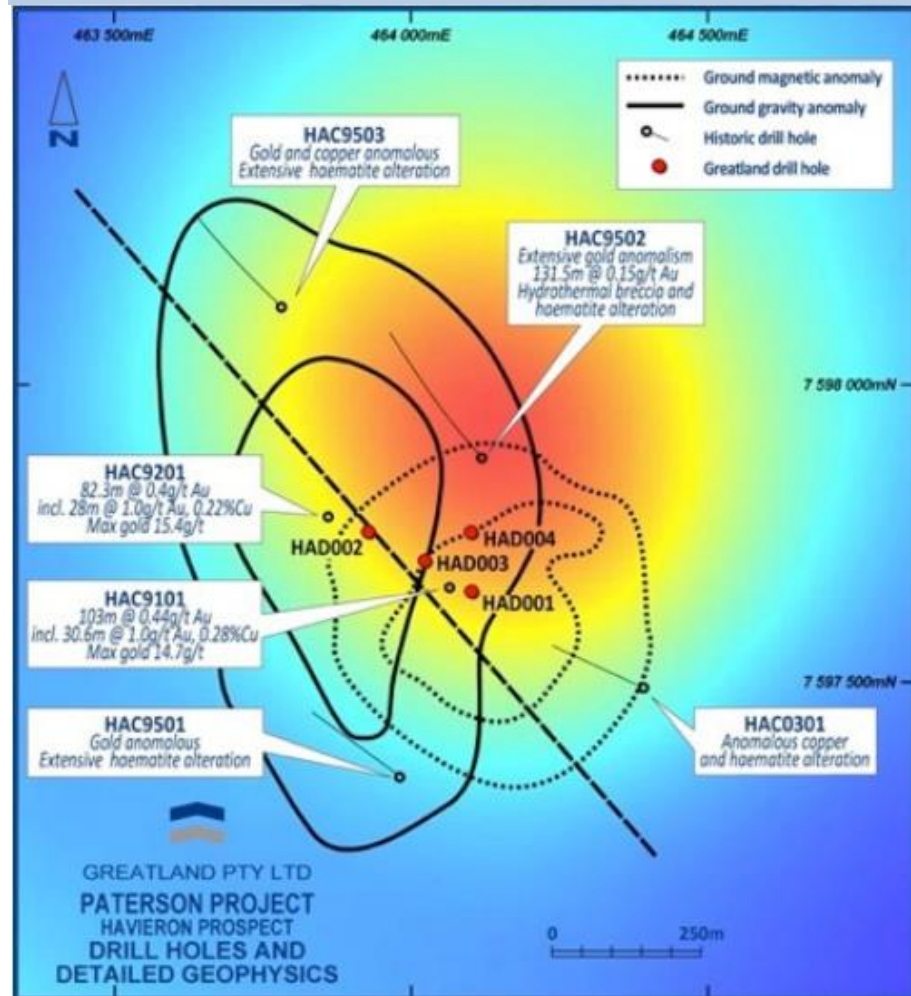 463 500mE
464 000mE
464 500mE
N
Ground magnetic anomaly
Ground gravity anomaly
Historic drill hole
Greatland drill hole
HAC9503
Gold and copper anomalous
Extensive haematite alteration
HAC9502
Extensive gold anomalism
131.5m @ 0.15g/t Au
Hydrothermal breccia and
haematite alteration
7 598 000mN
HAC9201
82.3m @ 0.4g/t Au
incl. 28m @ 1.0g/t Au, 0.22%Cu
Max gold 15.4g/t
HAD002
HAD004
HAD003
HAD001
HAC9101
103m @ 0.44g/t Au
incl. 30.6m @ 1.0g/t Au, 0.28%Cu
Max gold 14.7g/t
7 597 500mN
HAC9501
Gold anomalous
Extensive haematite alteration
HAC0301
Anomalous copper
and haematite alteration
GREATLAND PTY LTD
PATERSON PROJECT
HAVIERON PROSPECT
DRILL HOLES AND
DETAILED GEOPHYSICS
0 250m